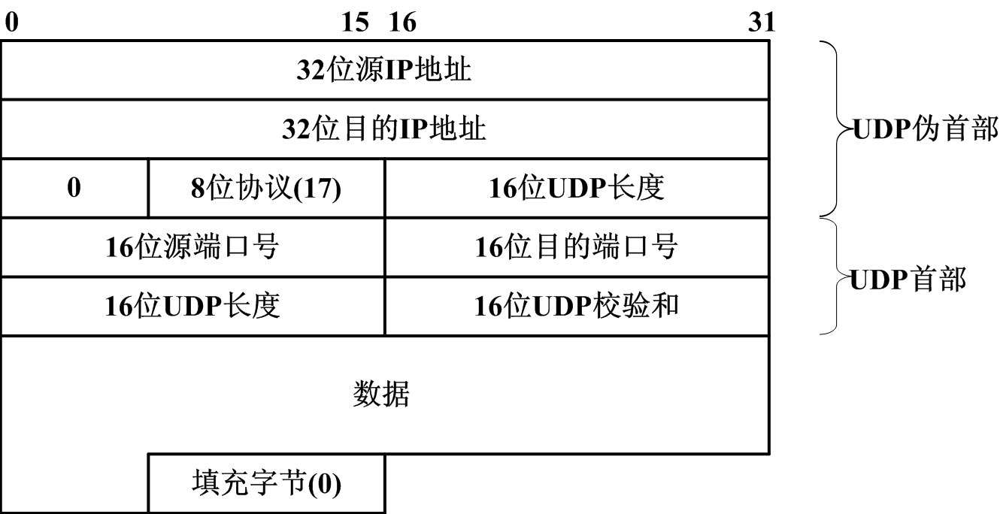 0 15 16 31
32位源IP地址
32位目的IP地址
UDP伪首部
0 8位协议(17) 16位UDP长度
16位源端口号 16位目的端口号
UDP首部
16位UDP长度 16位UDP校验和
数据
填充字节(0)